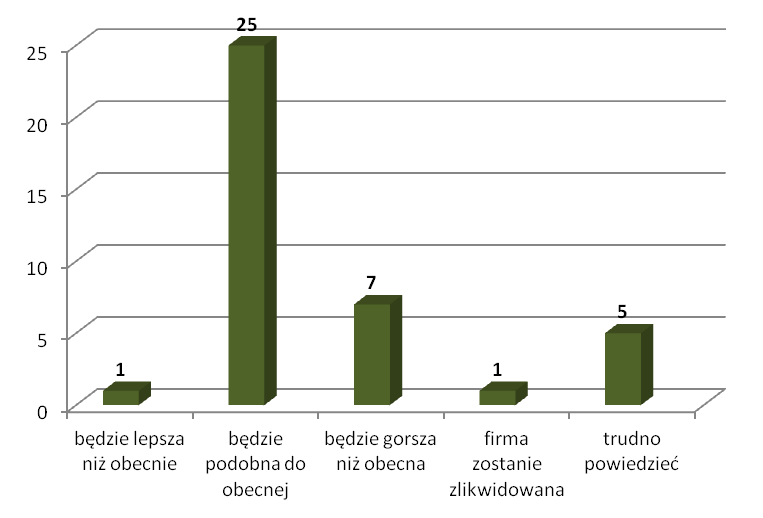 25
25
20
15
10
7
5
5
1
1
0
będzie lepsza
niż obecnie
będzie
podobna do
obecnej
będzie gorsza
niż obecna
firma
zostanie
zlikwidowana
trudno
powiedzieć